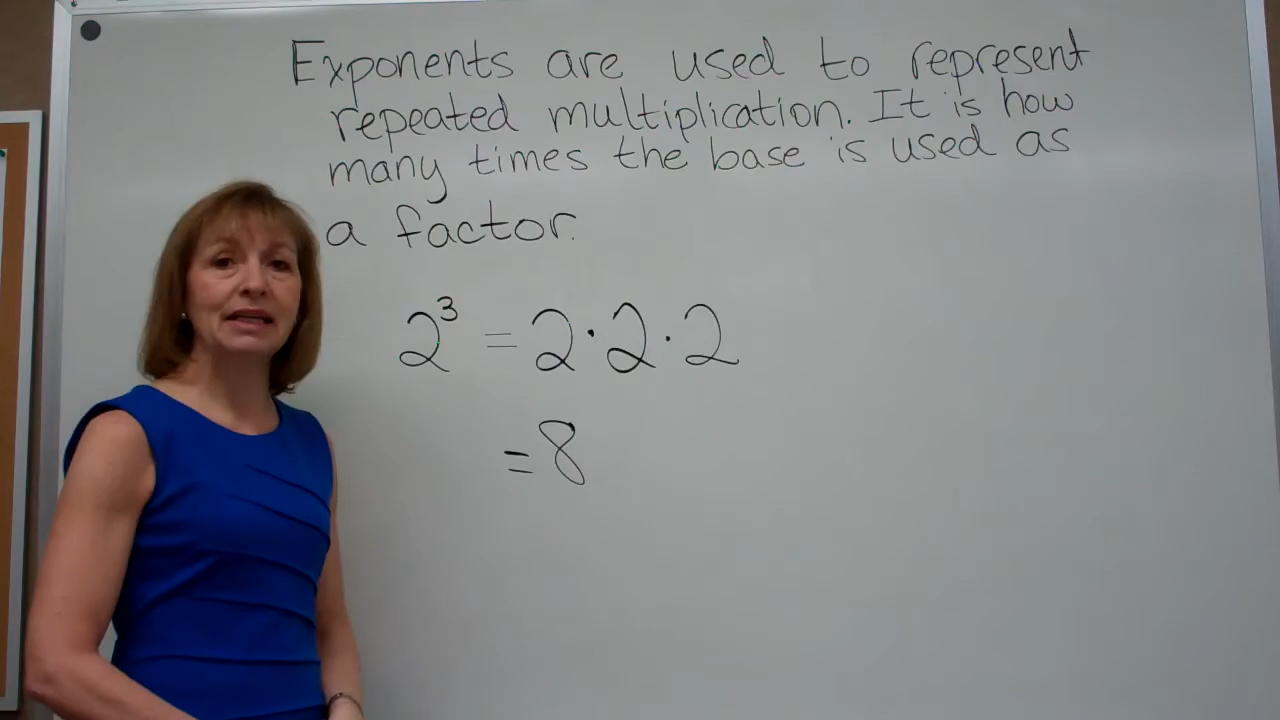 Exponents are used to represent
repeated multiplication. It is how
many times the base is used as
a factor.
2³ = 2·2·2
= 8